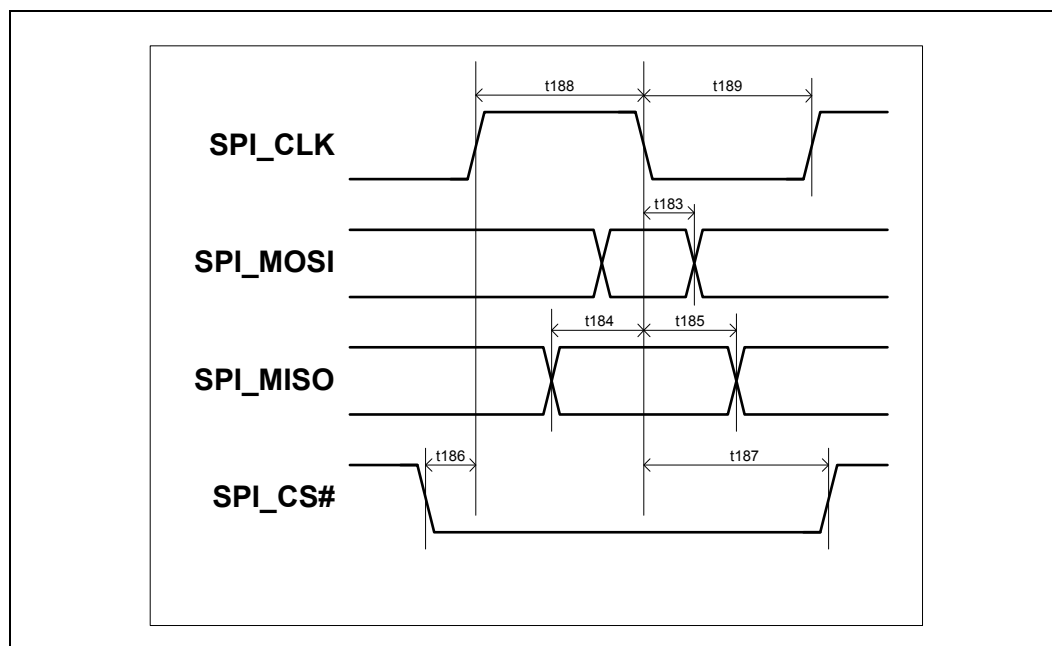 t188
t189
SPI_CLK
t183
SPI_MOSI
t184
t185
SPI_MISO
t186
t187
SPI_CS#